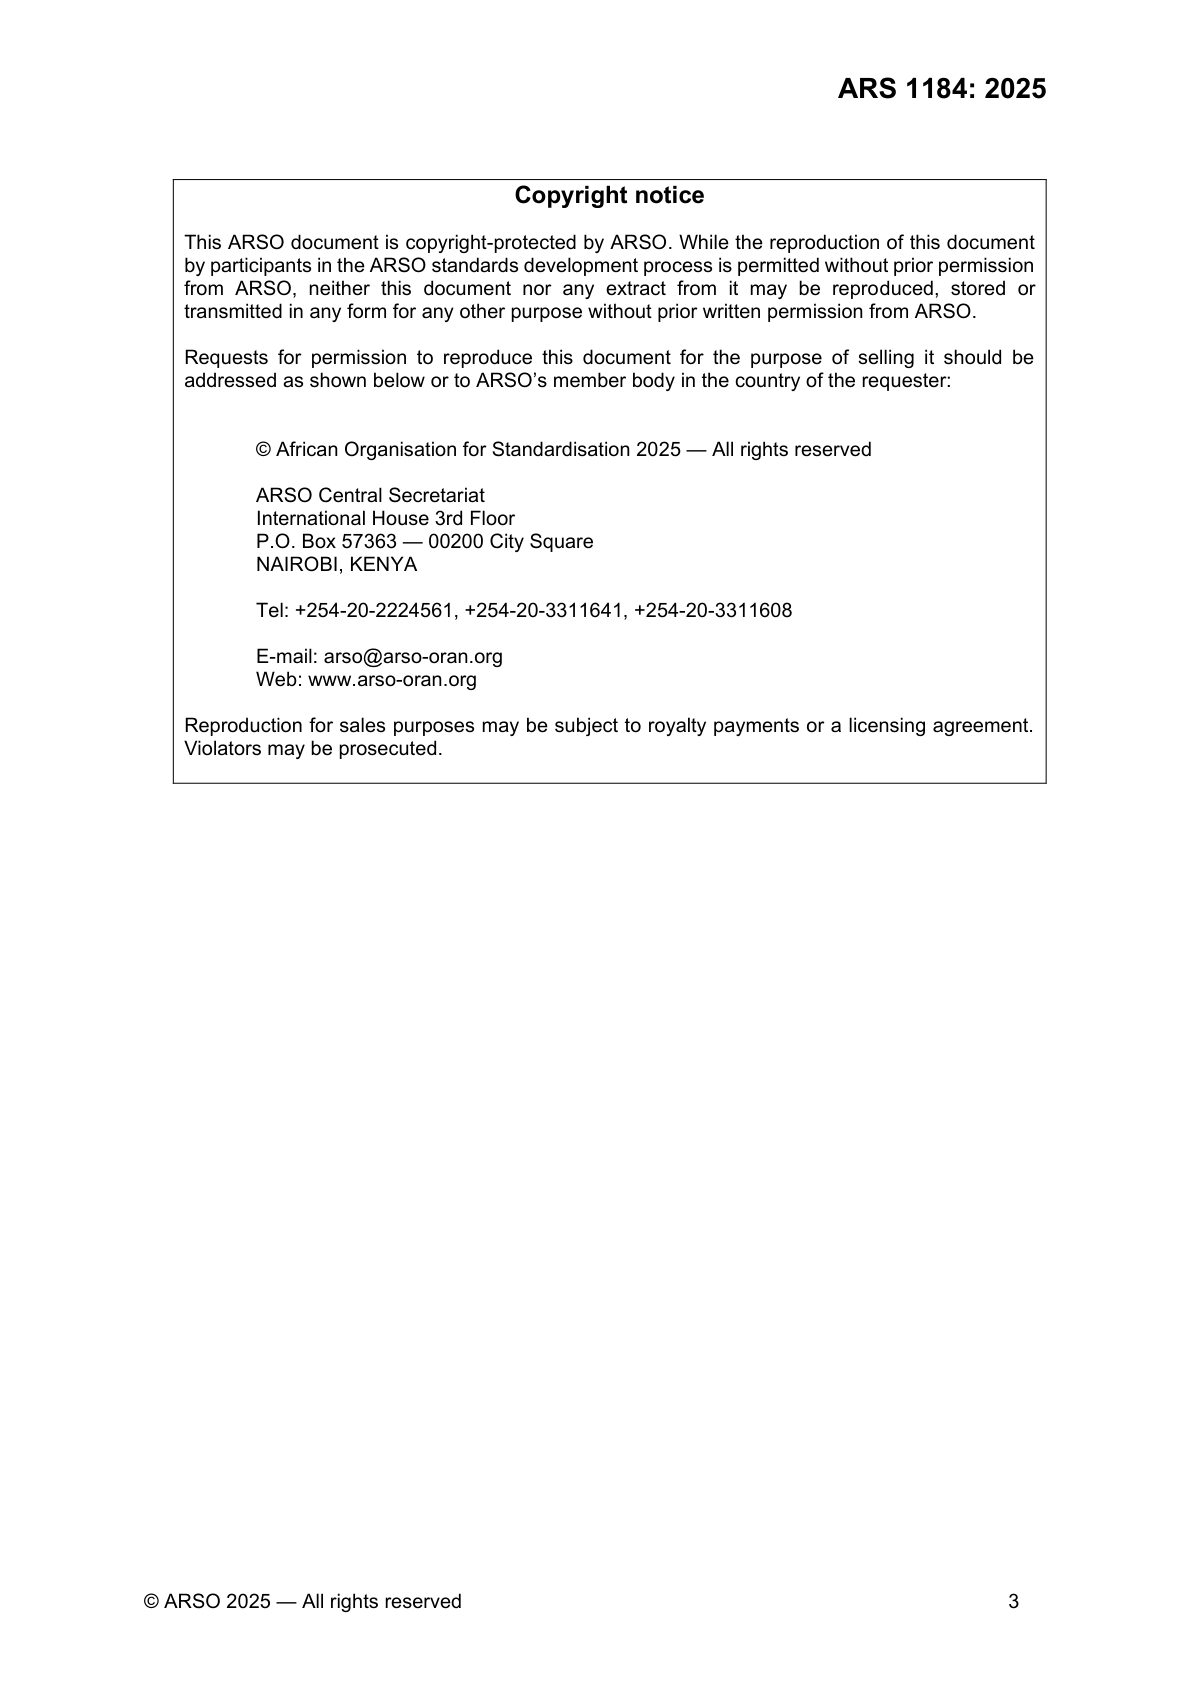 ARS 1184: 2025
Copyright notice
This ARSO document is copyright-protected by ARSO. While the reproduction of this document
by participants in the ARSO standards development process is permitted without prior permission
from ARSO, neither this document nor any extract from it may be reproduced, stored or
transmitted in any form for any other purpose without prior written permission from ARSO.
Requests for permission to reproduce this document for the purpose of selling it should be
addressed as shown below or to ARSO’s member body in the country of the requester:
© African Organisation for Standardisation 2025 — All rights reserved
ARSO Central Secretariat
International House 3rd Floor
P.O. Box 57363 — 00200 City Square
NAIROBI, KENYA
Tel: +254-20-2224561, +254-20-3311641, +254-20-3311608
E-mail: arso@arso-oran.org
Web: www.arso-oran.org
Reproduction for sales purposes may be subject to royalty payments or a licensing agreement.
Violators may be prosecuted.
© ARSO 2025 — All rights reserved 3